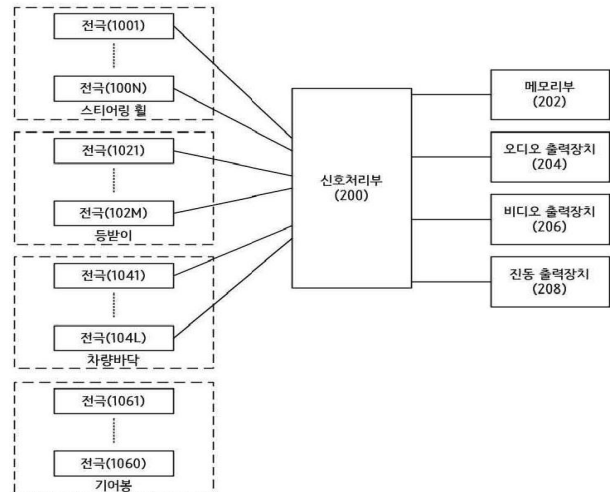 전극(1001)
전극(100N)
스티어링 휠
전극(1021)
전극(102M)
등받이
전극(1041)
전극(104L)
차량바닥
전극(1061)
전극(1060)
기어봉
신호처리부
(200)
메모리부
(202)
오디오 출력장치
(204)
비디오 출력장치
(206)
진동 출력장치
(208)